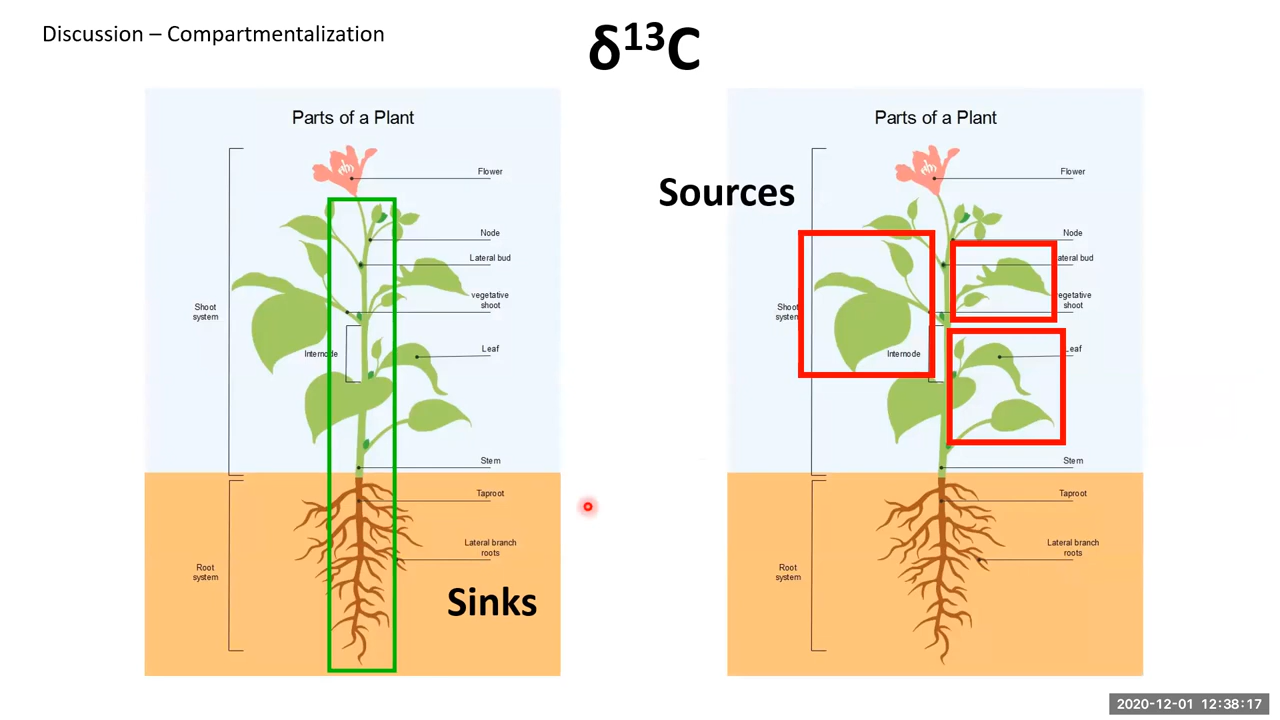 Discussion – Compartmentalization
δ¹³C
Parts of a Plant
Flower
Node
Lateral bud
vegetative
shoot
Shoot
system
Internode
Leaf
Stem
Taproot
Lateral branch
roots
Root
system
Sinks
Parts of a Plant
Sources
Flower
Node
ateral bud
egetative
shoot
Shoot
system
Internode
eaf
Stem
Taproot
Lateral branch
roots
Root
system
2020-12-01 12:38:17